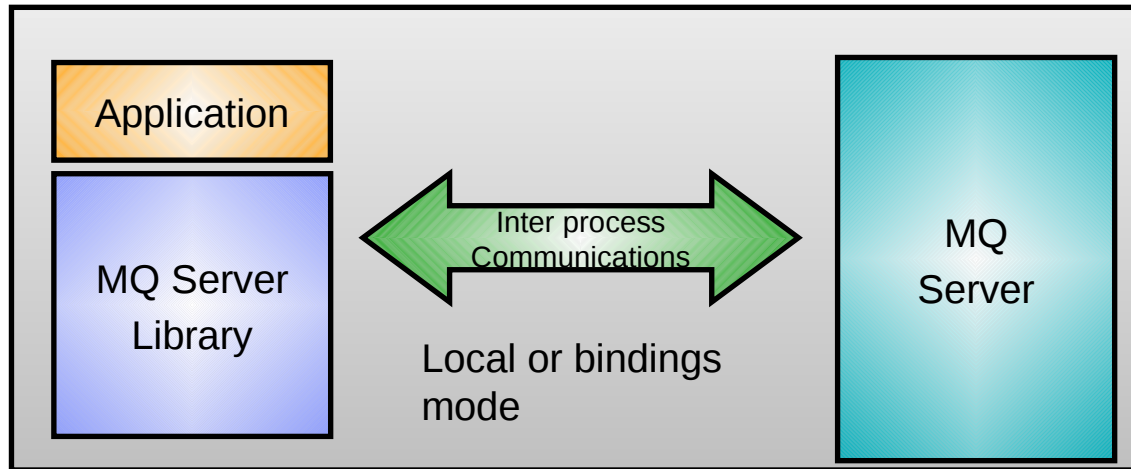 Application
MQ Server
Library
Inter process
Communications
Local or bindings
mode
MQ
Server